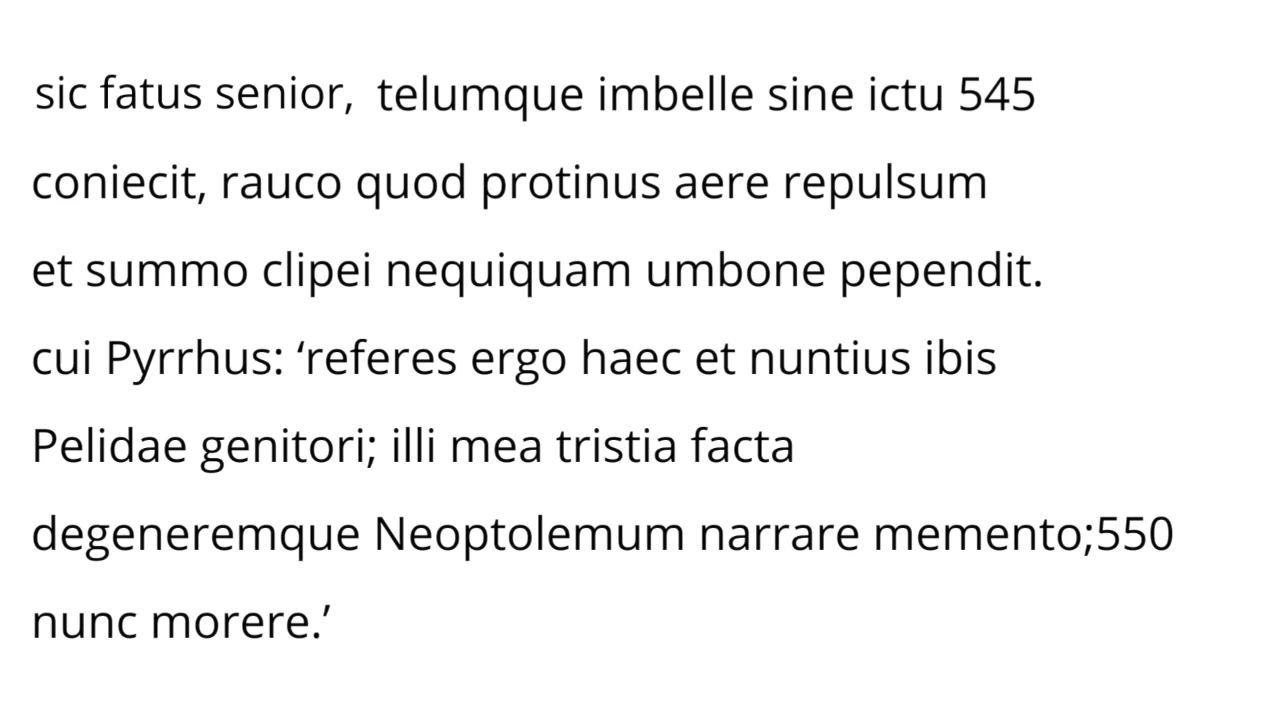 sic fatus senior, telumque imbelle sine ictu 545
coniecit, rauco quod protinus aere repulsum
et summo clipei nequiquam umbone pependit.
cui Pyrrhus: ‘referes ergo haec et nuntius ibis
Pelidae genitori; illi mea tristia facta
degeneremque Neoptolemum narrare memento;550
nunc morere.’